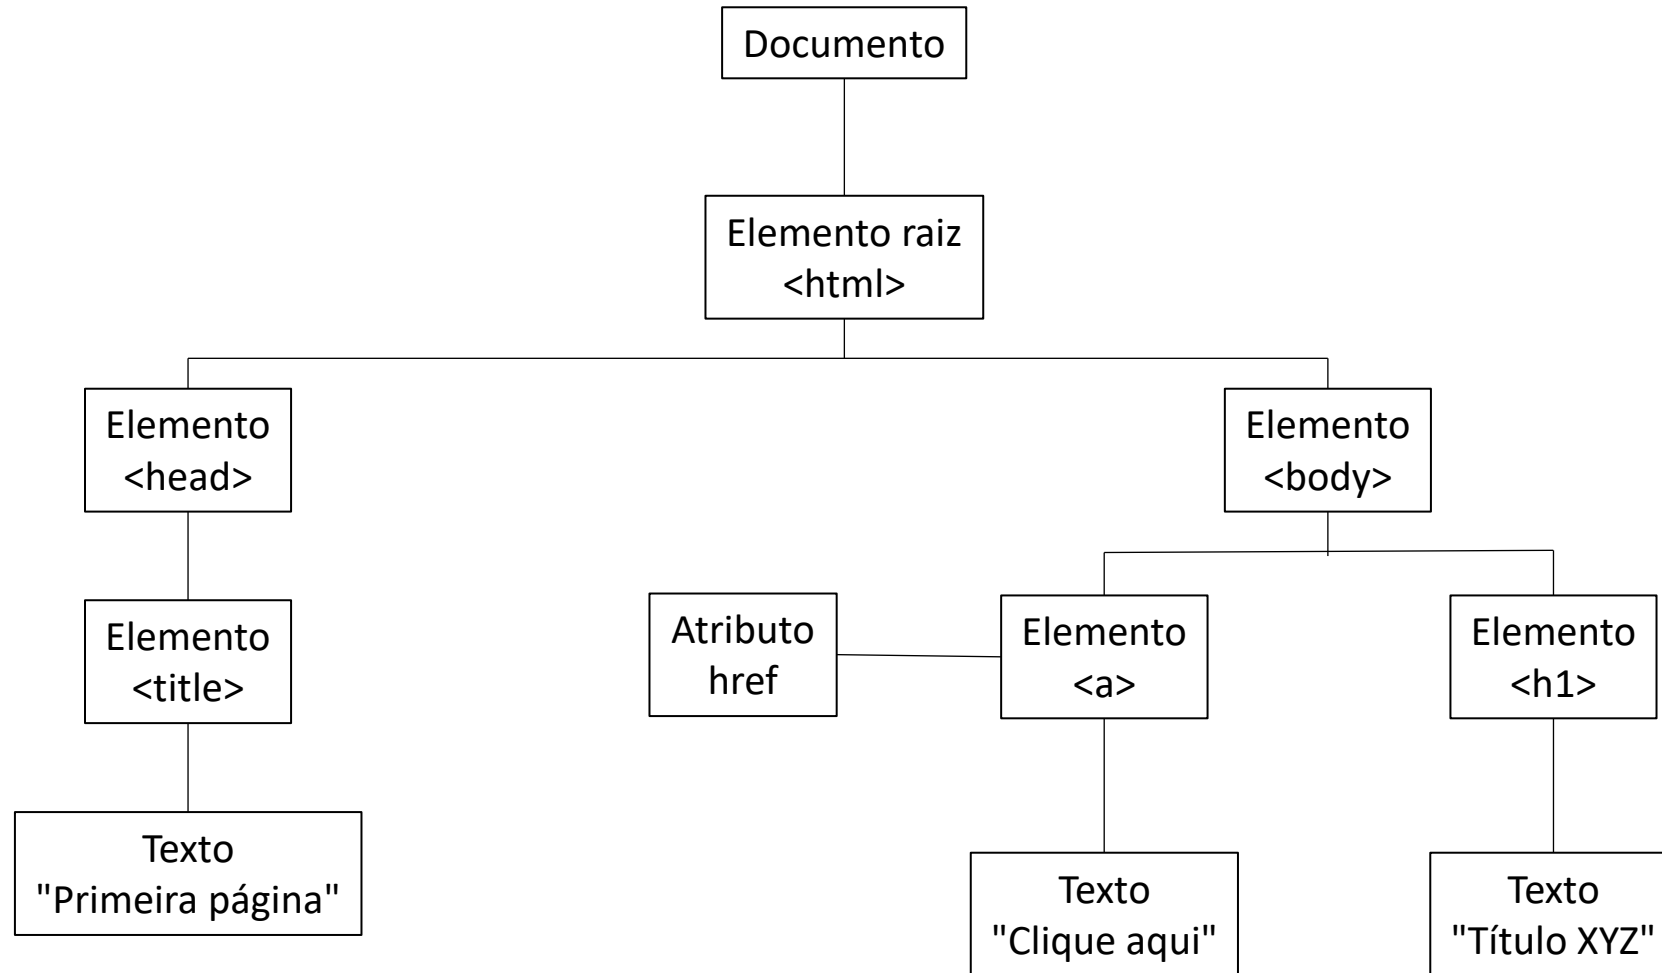 Documento
Elemento raiz
<html>
Elemento
<head>
Elemento
<body>
Elemento
<title>
Atributo
href
Elemento
<a>
Elemento
<h1>
Texto
"Primeira página"
Texto
"Clique aqui"
Texto
"Título XYZ"